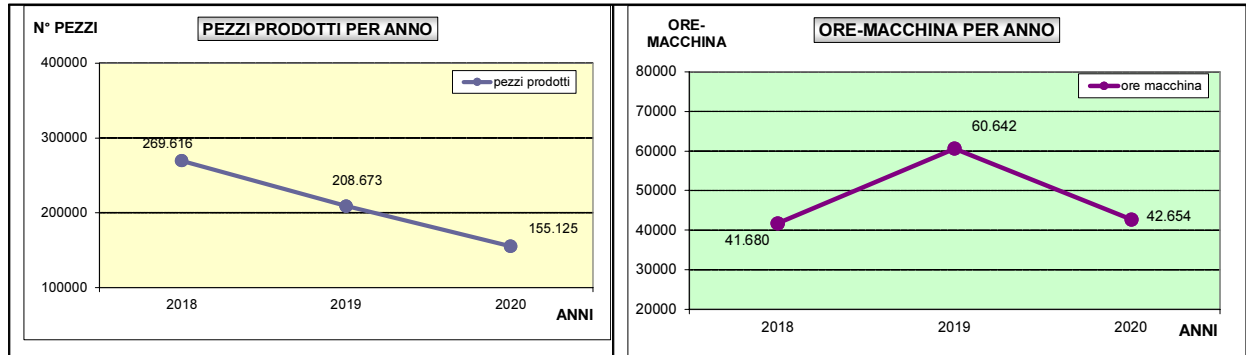 N° PEZZI
PEZZI PRODOTTI PER ANNO
400000
pezzi prodotti
300000
269.616
208.673
200000
155.125
100000
2018
2019
2020
ANNI
ORE-
MACCHINA
ORE-MACCHINA PER ANNO
80000
ore macchina
70000
60.642
60000
50000
42.654
40000
41.680
30000
20000
2018
2019
2020
ANNI